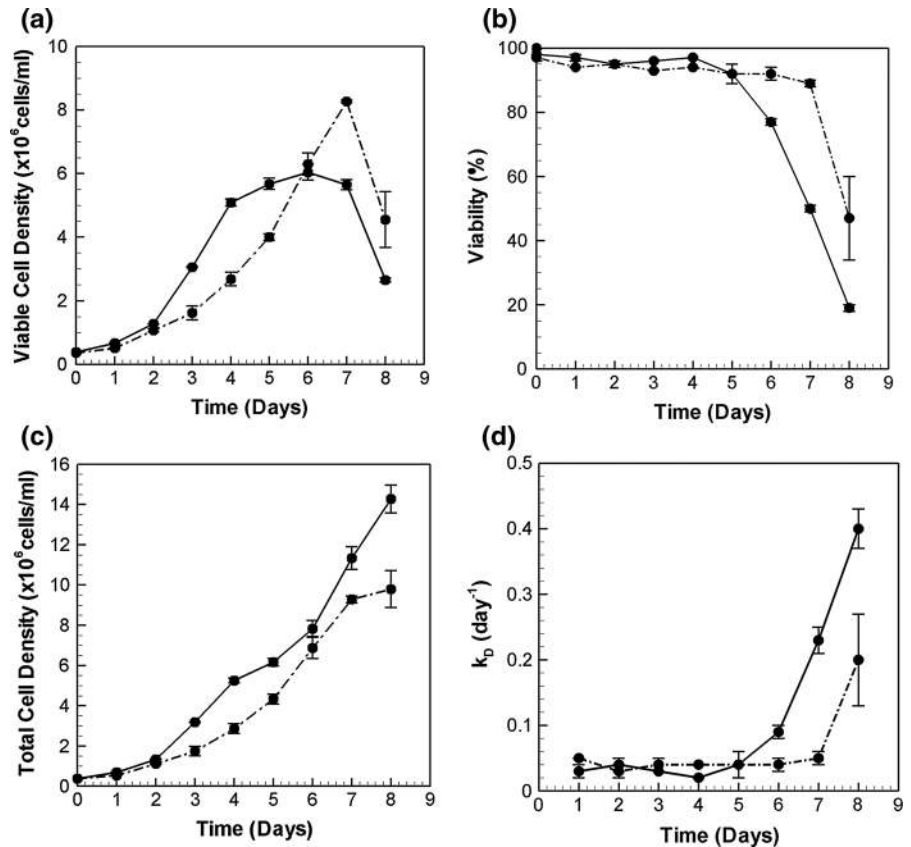 (a)
Viable Cell Density (x10⁶cells/ml)
10
8
6
4
2
0
0 1 2 3 4 5 6 7 8 9
Time (Days)
(b)
Viability (%)
100
80
60
40
20
0
0 1 2 3 4 5 6 7 8 9
Time (Days)
(c)
Total Cell Density (x10⁶cells/ml)
16
14
12
10
8
6
4
2
0
0 1 2 3 4 5 6 7 8 9
Time (Days)
(d)
k_D (day⁻¹)
0.5
0.4
0.3
0.2
0.1
0
0 1 2 3 4 5 6 7 8 9
Time (Days)